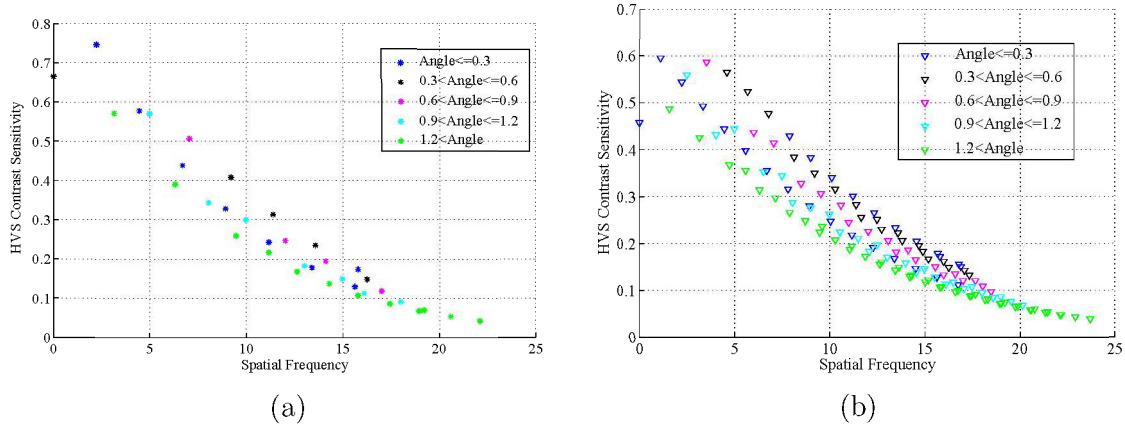 0.8
0.7
0.6
0.5
0.4
0.3
0.2
0.1
0
HVS Contrast Sensitivity
0 5 10 15 20 25
Spatial Frequency
Angle<=0.3
0.3<Angle<=0.6
0.6<Angle<=0.9
0.9<Angle<=1.2
1.2<Angle
(a)
0.7
0.6
0.5
0.4
0.3
0.2
0.1
0
HVS Contrast Sensitivity
0 5 10 15 20 25
Spatial Frequency
Angle<=0.3
0.3<Angle<=0.6
0.6<Angle<=0.9
0.9<Angle<=1.2
1.2<Angle
(b)